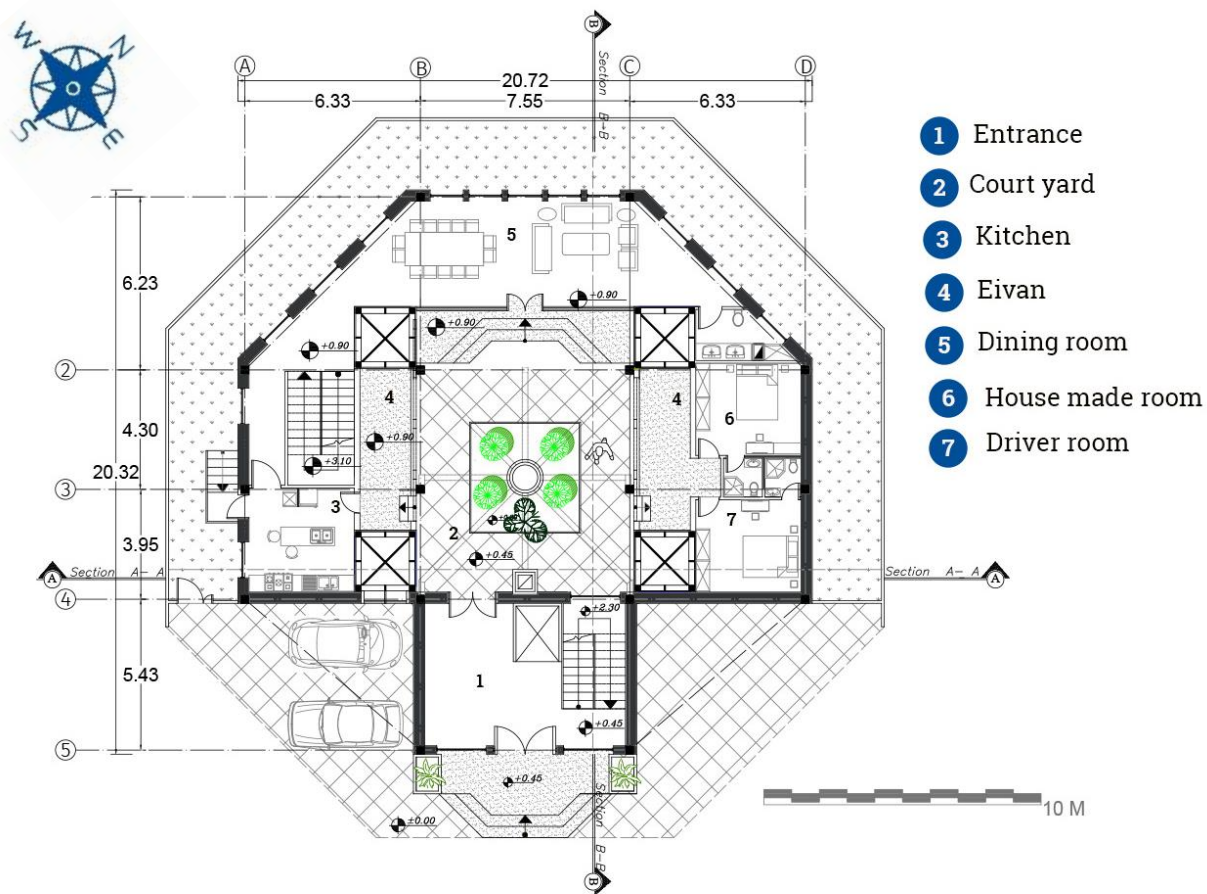 W
N
S
E
B
Section B-B
A
A
B
C
D
20.72
6.33
7.55
6.33
1 Entrance
2 Court yard
3 Kitchen
4 Eivan
5 Dining room
6 House made room
7 Driver room
5
6.23
+0.90
+0.90
+0.90
2
4
4
6
4.30
+0.90
+3.10
20.32
3
3
7
2
3.95
+0.45
A
Section A- A
Section A- A
A
4
+2.30
5.43
1
+0.45
5
+0.45
±0.00
Section B-B
B
10 M